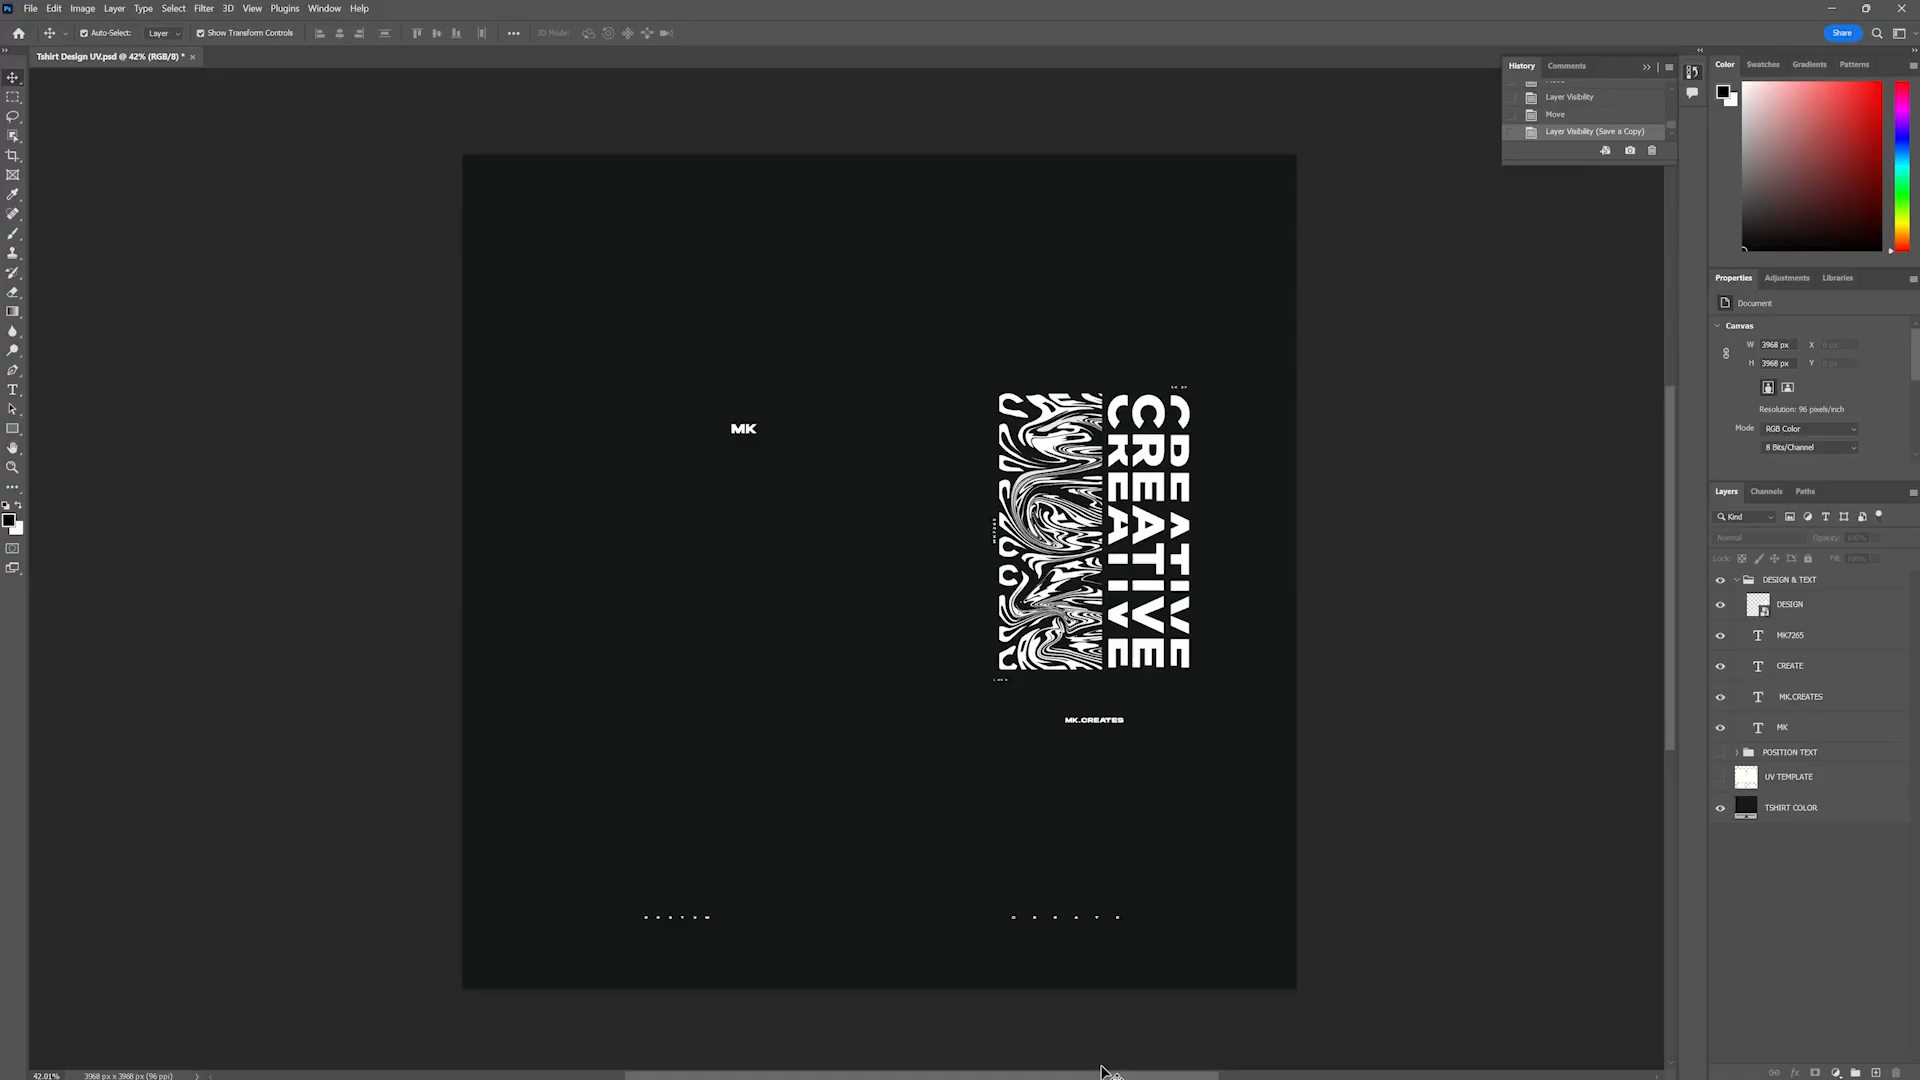 File Edit Image Layer Type Select Filter 3D View Plugins Window Help
Auto-Select: Layer Show Transform Controls 3D Mode: Share
Tshirt Design UV.psd @ 42% (RGB/8) *
History Comments
Layer Visibility
Move
Layer Visibility (Save a Copy)
Color Swatches Gradients Patterns
Properties Adjustments Libraries
Document
Canvas
W 3968 px X 0 px
H 3968 px Y 0 px
Resolution: 96 pixels/inch
Mode RGB Color
8 Bits/Channel
Layers Channels Paths
Kind
Normal Opacity: 100%
Lock: Fill: 100%
DESIGN & TEXT
DESIGN
MK7265
CREATE
MK.CREATES
MK
POSITION TEXT
UV TEMPLATE
TSHIRT COLOR
MK
CREATIVE
CREATIVE
CREATIVE
MK.CREATES
C R E A T E
42.01% 3968 px x 3968 px (96 ppi)